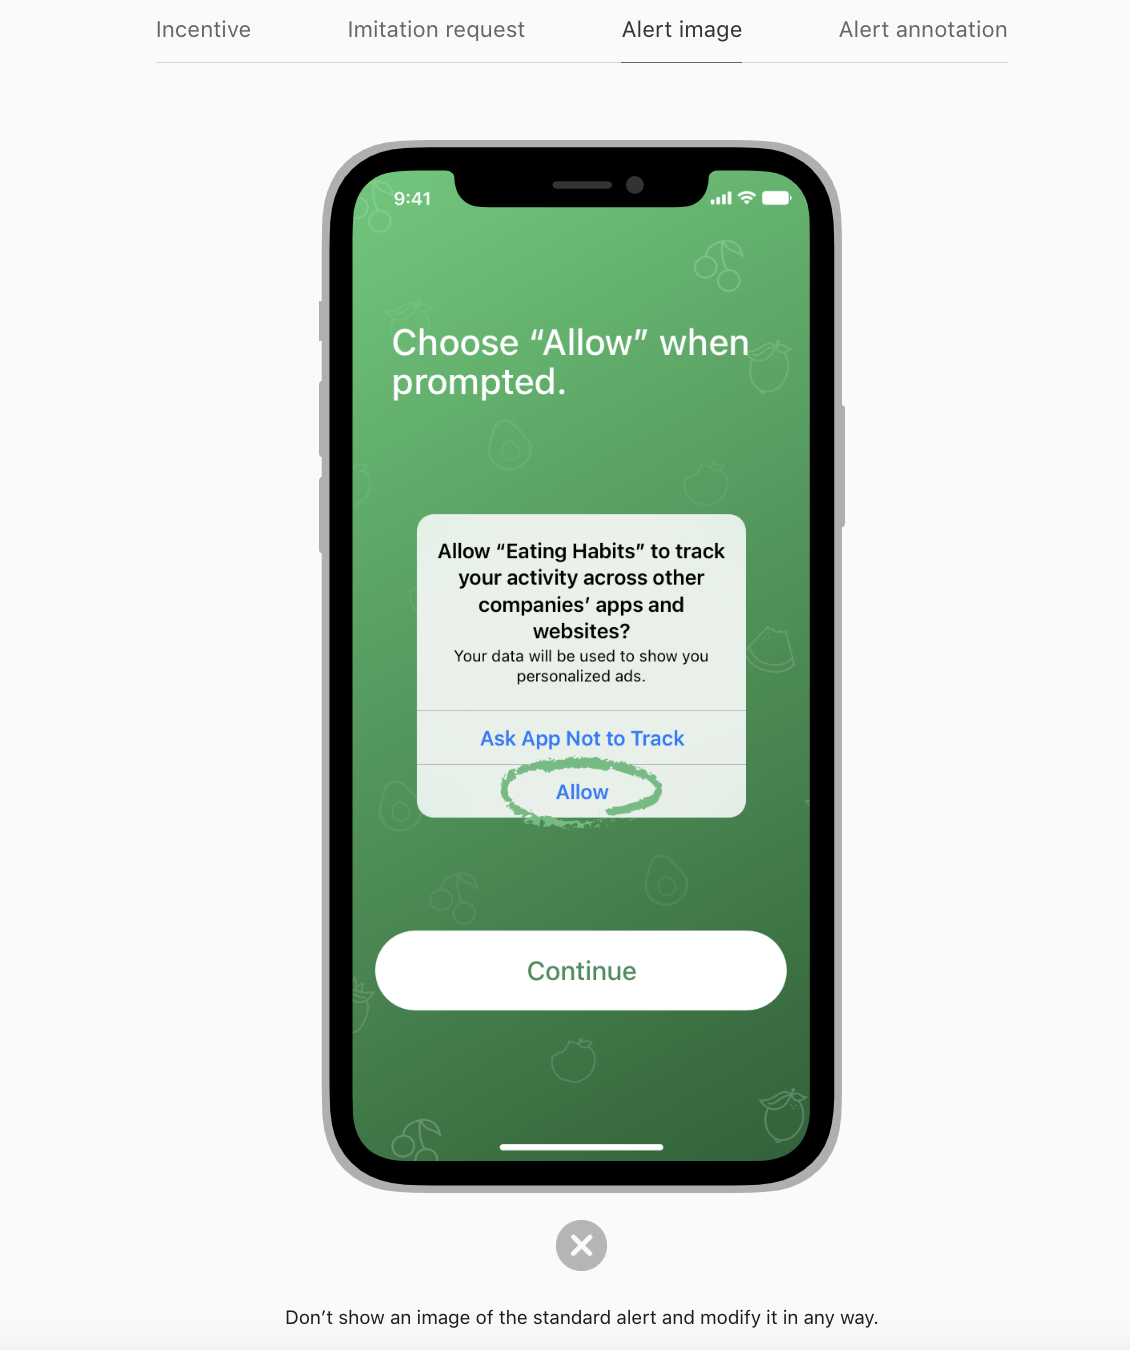 Incentive
Imitation request
Alert image
Alert annotation
9:41
Choose “Allow” when
prompted.
Allow “Eating Habits” to track
your activity across other
companies’ apps and
websites?
Your data will be used to show you
personalized ads.
Ask App Not to Track
Allow
Continue
Don’t show an image of the standard alert and modify it in any way.